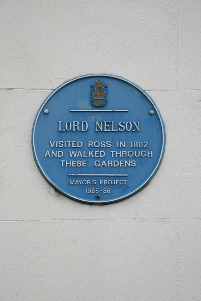 LORD NELSON
VISITED ROSS IN 1802
AND WALKED THROUGH
THESE GARDENS
MAYOR'S PROJECT
1985-86